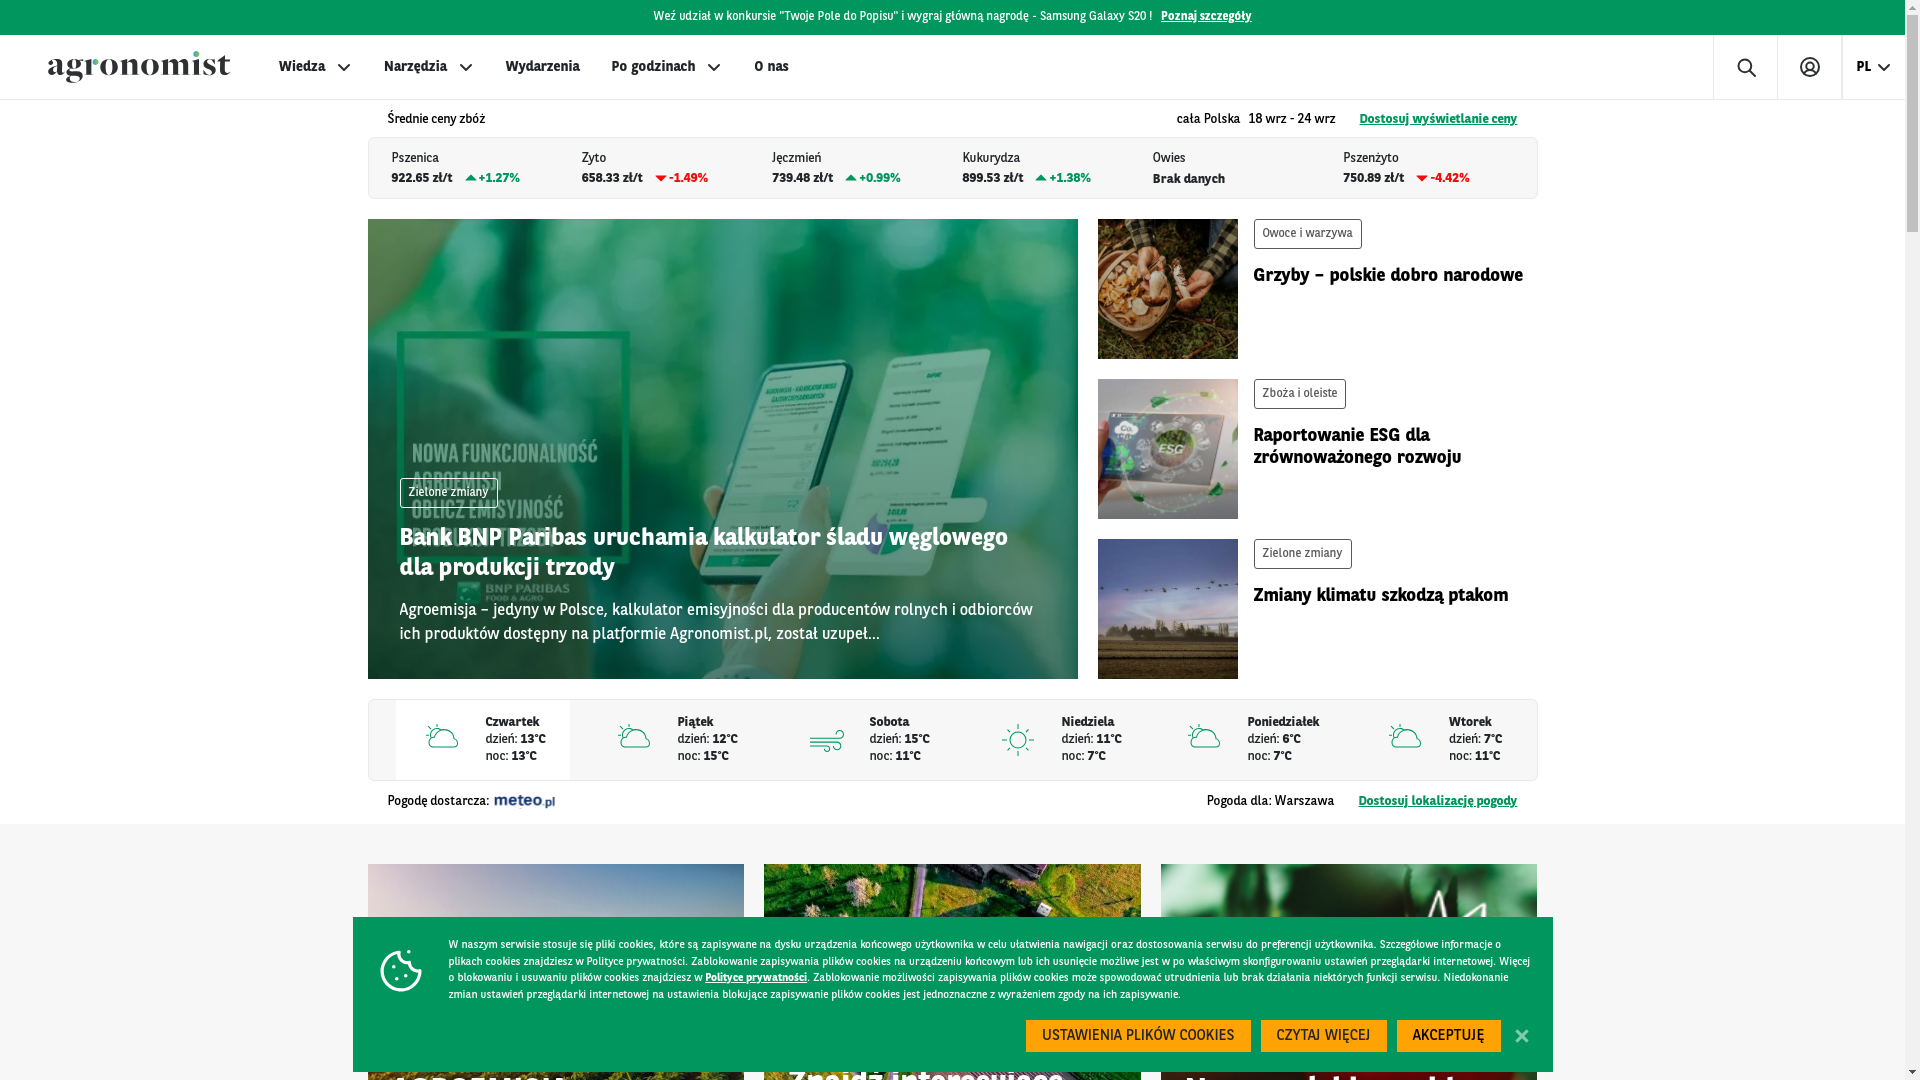 Weź udział w konkursie "Twoje Pole do Popisu" i wygraj główną nagrodę - Samsung Galaxy S20 ! Poznaj szczegóły
agronomist
Wiedza
Narzędzia
Wydarzenia
Po godzinach
O nas
PL
Średnie ceny zbóż
cała Polska 18 wrz - 24 wrz
Dostosuj wyświetlanie ceny
Pszenica
922.65 zł/t +1.27%
Żyto
658.33 zł/t -1.49%
Jęczmień
739.48 zł/t +0.99%
Kukurydza
899.53 zł/t +1.38%
Owies
Brak danych
Pszenżyto
750.89 zł/t -4.42%
NOWA FUNKCJONALNOŚĆ
AGROEMISJI
OBLICZ EMISYJNOŚĆ
Zielone zmiany
Bank BNP Paribas uruchamia kalkulator śladu węglowego
dla produkcji trzody
BNP PARIBAS
FOOD & AGRO
Agroemisja – jedyny w Polsce, kalkulator emisyjności dla producentów rolnych i odbiorców
ich produktów dostępny na platformie Agronomist.pl, został uzupeł...
Owoce i warzywa
Grzyby – polskie dobro narodowe
ESG
Zboża i oleiste
Raportowanie ESG dla
zrównoważonego rozwoju
Zielone zmiany
Zmiany klimatu szkodzą ptakom
Czwartek
dzień: 13°C
noc: 13°C
Piątek
dzień: 12°C
noc: 15°C
Sobota
dzień: 15°C
noc: 11°C
Niedziela
dzień: 11°C
noc: 7°C
Poniedziałek
dzień: 6°C
noc: 7°C
Wtorek
dzień: 7°C
noc: 11°C
Pogodę dostarcza: meteo.pl
Pogoda dla: Warszawa
Dostosuj lokalizację pogody
W naszym serwisie stosuje się pliki cookies, które są zapisywane na dysku urządzenia końcowego użytkownika w celu ułatwienia nawigacji oraz dostosowania serwisu do preferencji użytkownika. Szczegółowe informacje o
plikach cookies znajdziesz w Polityce prywatności. Zablokowanie zapisywania plików cookies na urządzeniu końcowym lub ich usunięcie możliwe jest w po właściwym skonfigurowaniu ustawień przeglądarki internetowej. Więcej
o blokowaniu i usuwaniu plików cookies znajdziesz w Polityce prywatności. Zablokowanie możliwości zapisywania plików cookies może spowodować utrudnienia lub brak działania niektórych funkcji serwisu. Niedokonanie
zmian ustawień przeglądarki internetowej na ustawienia blokujące zapisywanie plików cookies jest jednoznaczne z wyrażeniem zgody na ich zapisywanie.
USTAWIENIA PLIKÓW COOKIES
CZYTAJ WIĘCEJ
AKCEPTUJĘ
Znajdź interesujące